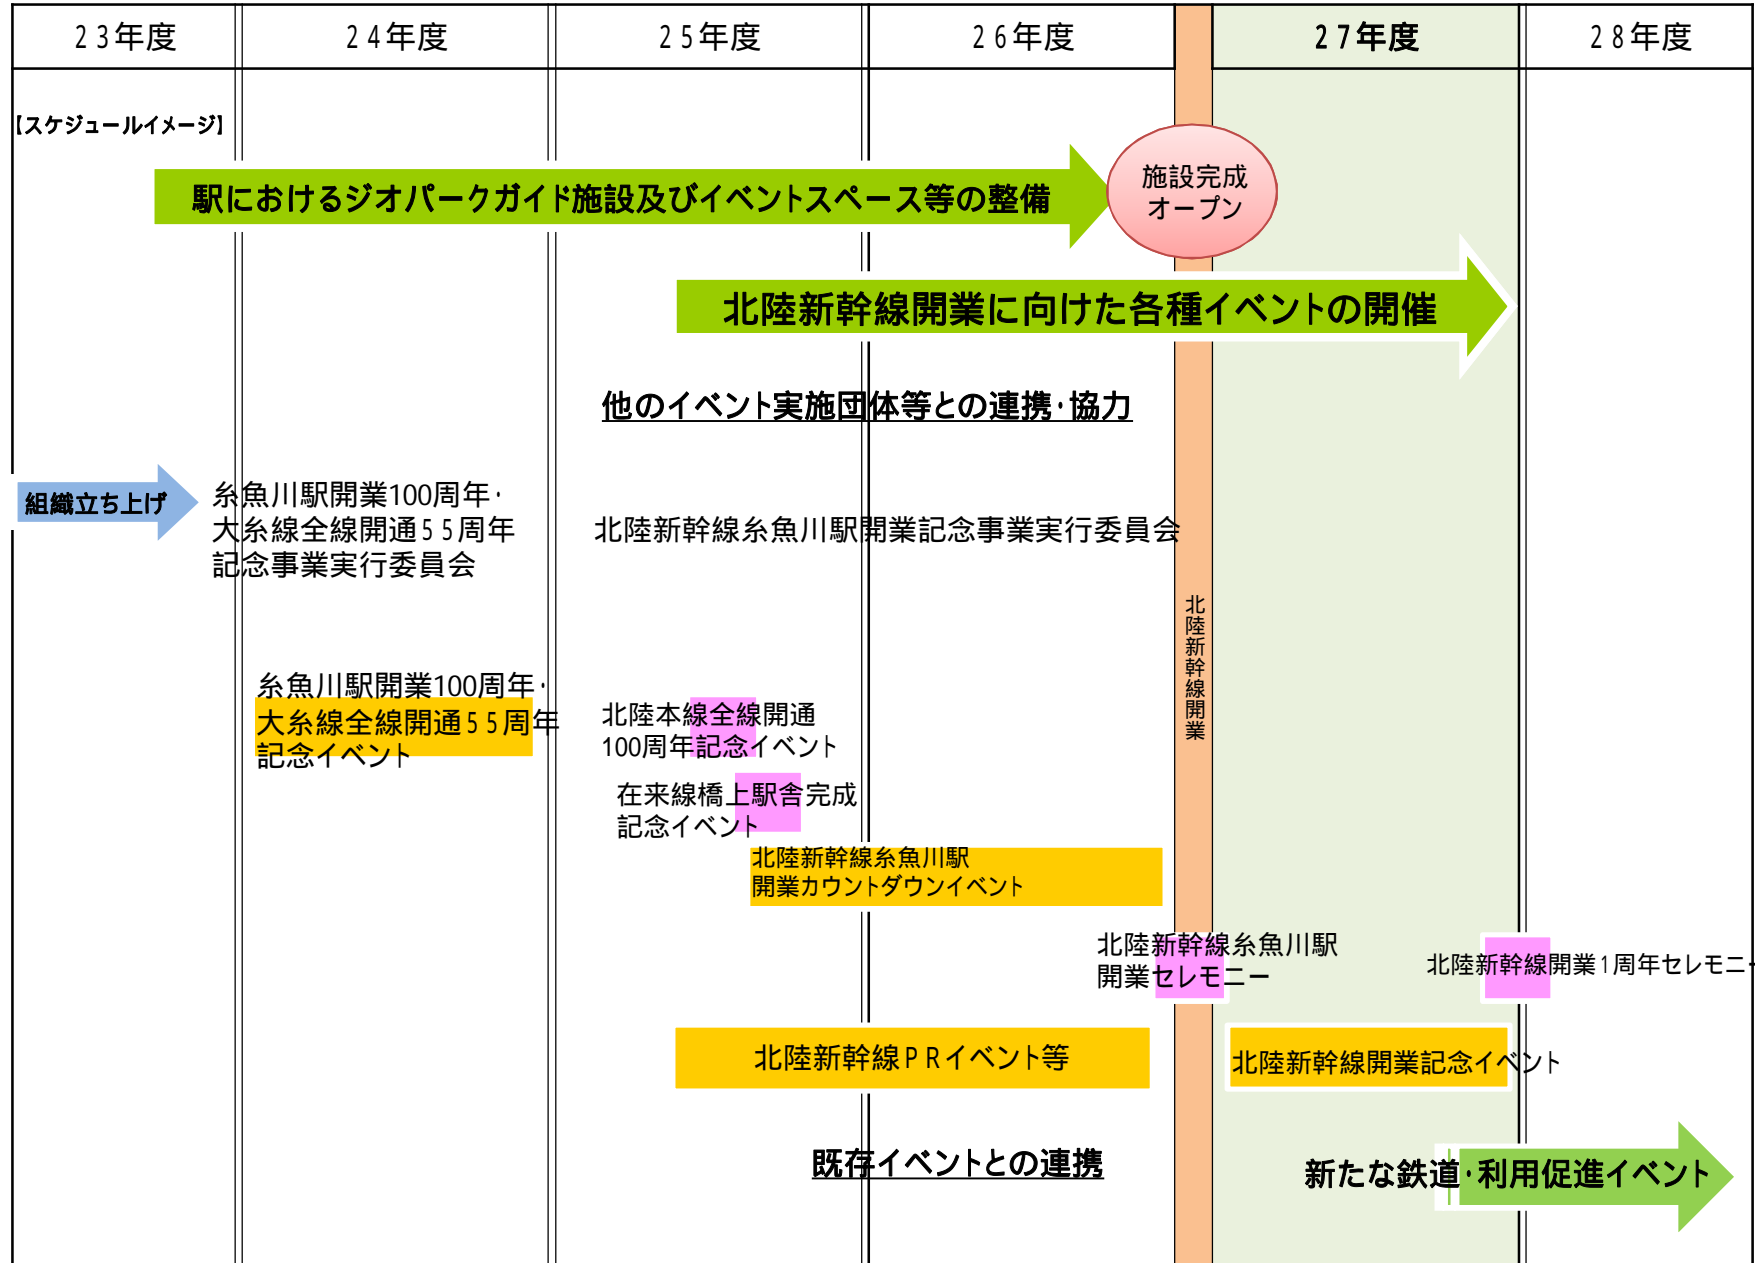 23年度
24年度
25年度
26年度
27年度
28年度
【スケジュールイメージ】
駅におけるジオパークガイド施設及びイベントスペース等の整備
施設完成
オープン
北陸新幹線開業に向けた各種イベントの開催
他のイベント実施団体等との連携・協力
組織立ち上げ
糸魚川駅開業100周年・
大糸線全線開通55周年
記念事業実行委員会
北陸新幹線糸魚川駅開業記念事業実行委員会
北陸新幹線開業
糸魚川駅開業100周年・
大糸線全線開通55周年
記念イベント
北陸本線全線開通
100周年記念イベント
在来線橋上駅舎完成
記念イベント
北陸新幹線糸魚川駅
開業カウントダウンイベント
北陸新幹線糸魚川駅
開業セレモニー
北陸新幹線開業1周年セレモニー
北陸新幹線PRイベント等
北陸新幹線開業記念イベント
既存イベントとの連携
新たな鉄道・利用促進イベント